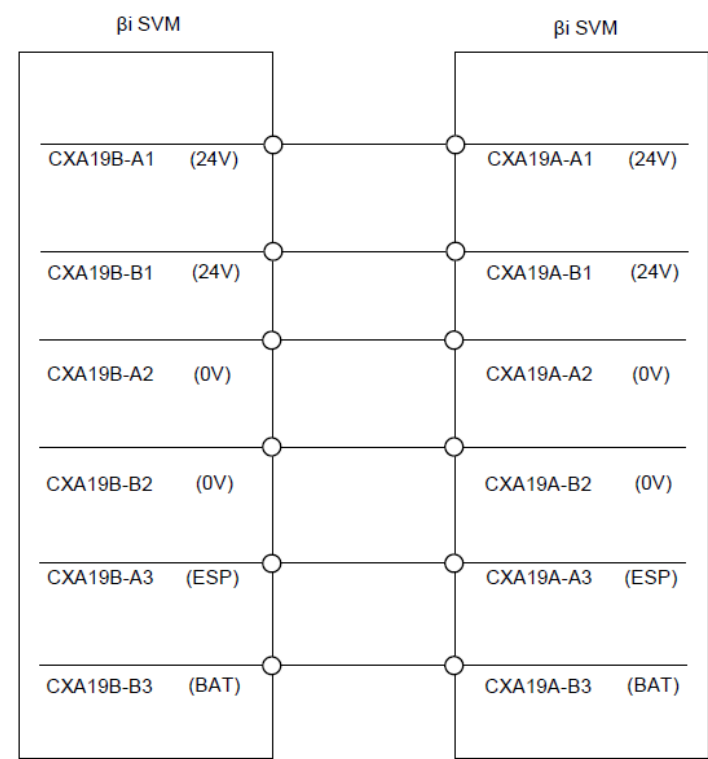 βi SVM βi SVM
CXA19B-A1 (24V) CXA19A-A1 (24V)
CXA19B-B1 (24V) CXA19A-B1 (24V)
CXA19B-A2 (0V) CXA19A-A2 (0V)
CXA19B-B2 (0V) CXA19A-B2 (0V)
CXA19B-A3 (ESP) CXA19A-A3 (ESP)
CXA19B-B3 (BAT) CXA19A-B3 (BAT)